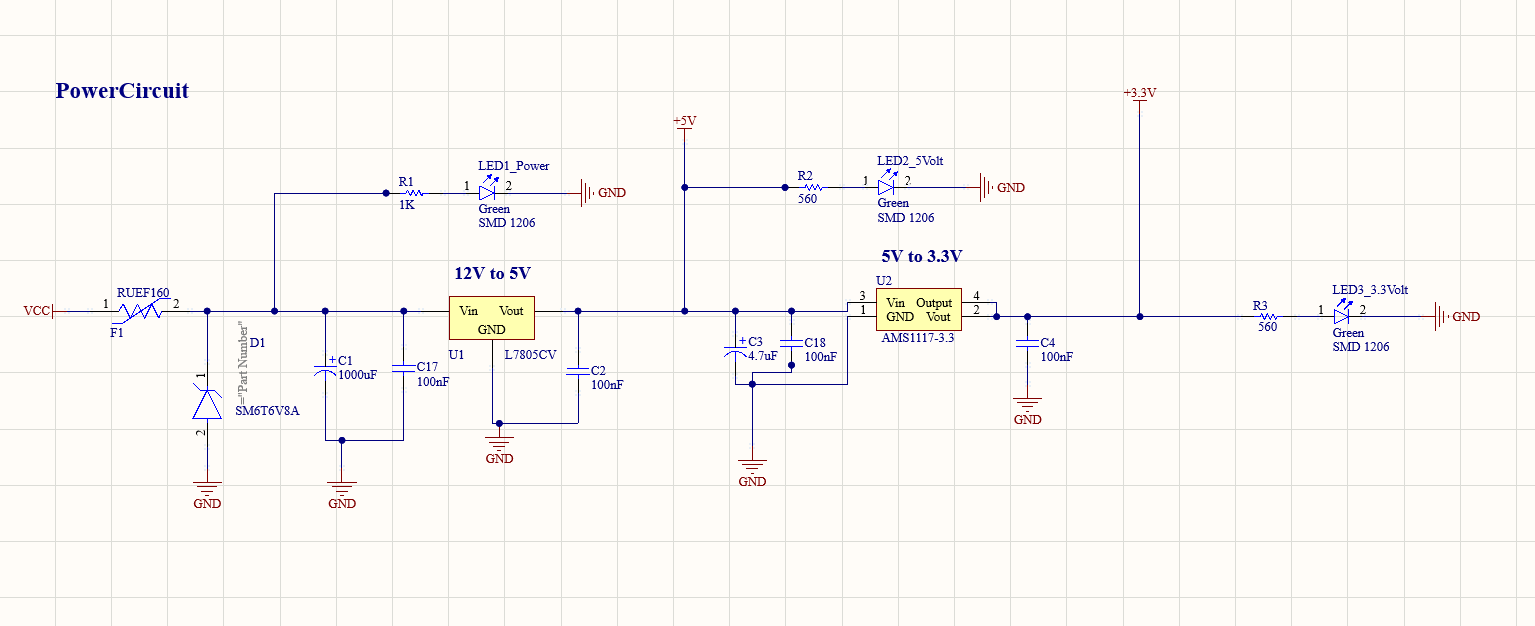 PowerCircuit
+3.3V
+5V
LED1_Power
R1
1
2
1K
GND
Green
SMD 1206
LED2_5Volt
R2
1
2
560
GND
Green
SMD 1206
12V to 5V
5V to 3.3V
VCC
1
RUEF160
2
F1
Vin
Vout
GND
U1
L7805CV
U2
3
Vin
Output
4
1
GND
Vout
2
AMS1117-3.3
LED3_3.3Volt
R3
1
2
560
GND
Green
SMD 1206
="Part Number"
D1
1
2
SM6T6V8A
GND
+
C1
1000uF
C17
100nF
GND
C2
100nF
GND
+
C3
4.7uF
C18
100nF
GND
C4
100nF
GND